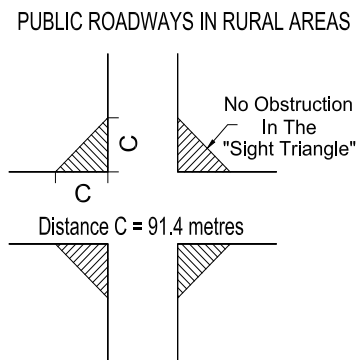 PUBLIC ROADWAYS IN RURAL AREAS
No Obstruction
In The
"Sight Triangle"
C
C
Distance C = 91.4 metres